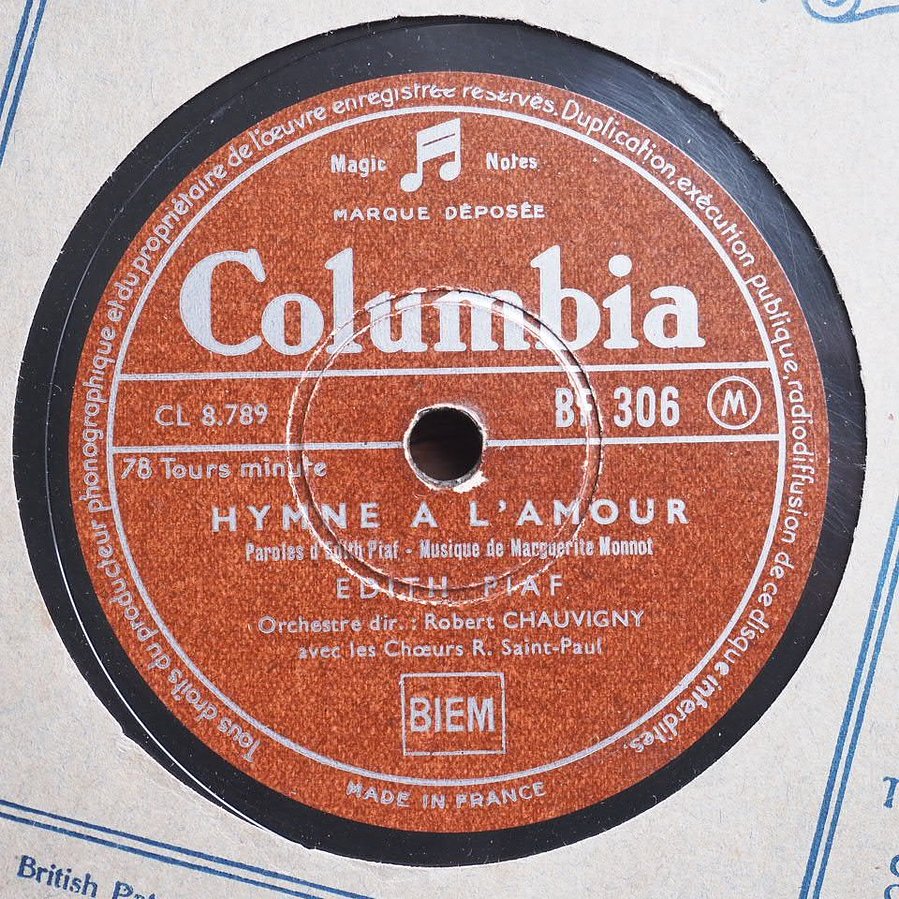 Tous droits du producteur phonographique et du propriétaire de l'œuvre enregistrée réservés. Duplication, exécution publique, radiodiffusion de ce disque interdites.
Magic Notes
MARQUE DÉPOSÉE
Columbia
CL 8.789 BF 306 M
78 Tours minute
HYMNE A L'AMOUR
Paroles d'Edith Piaf - Musique de Marguerite Monnot
EDITH PIAF
Orchestre dir. : Robert CHAUVIGNY
avec les Chœurs R. Saint-Paul
BIEM
MADE IN FRANCE
British